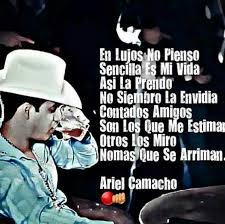 En Lujos No Pienso
Sencilla Es Mi Vida
Asi La Prendo
No Siembro La Envidia
Contados Amigos
Son Los Que Me Estiman
Otros Los Miro
Nomas Que Se Arriman.
Ariel Camacho